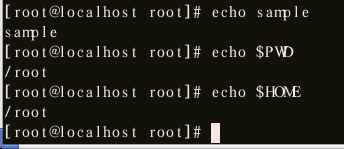 [root@localhost root]# echo sample
sample
[root@localhost root]# echo $PWD
/root
[root@localhost root]# echo $HOME
/root
[root@localhost root]#